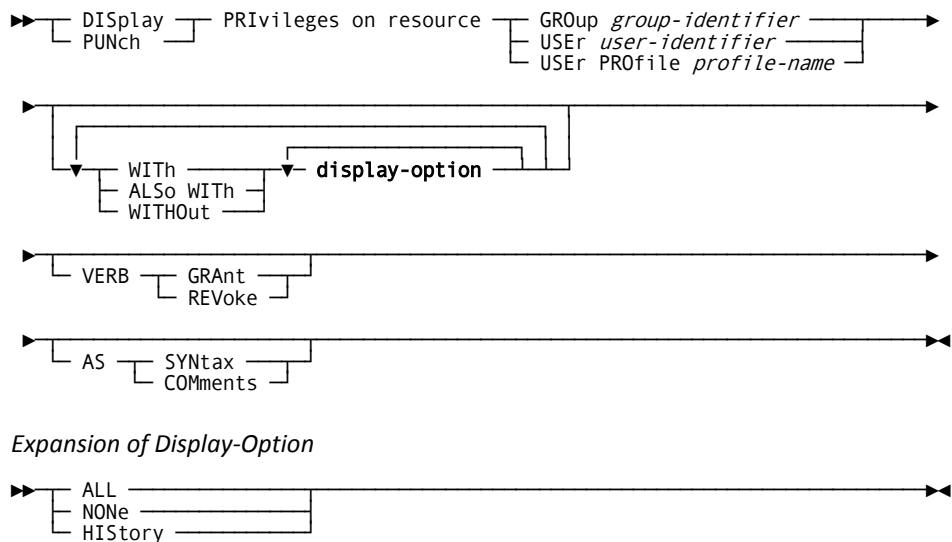 DISplay PRIvileges on resource GROup group-identifier
PUNch USEr user-identifier
USEr PROfile profile-name
WITh display-option
ALSo WITh
WITHOut
VERB GRAnt
REVoke
AS SYNtax
COMments
Expansion of Display-Option
ALL
NONe
HIStory